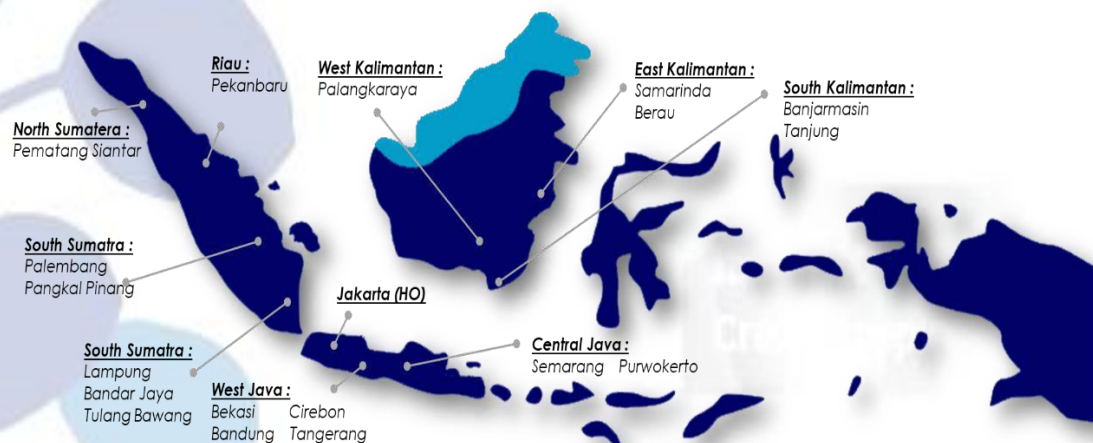 Riau :
Pekanbaru
West Kalimantan :
Palangkaraya
East Kalimantan :
Samarinda
Berau
South Kalimantan :
Banjarmasin
Tanjung
North Sumatera :
Pematang Siantar
South Sumatra :
Palembang
Pangkal Pinang
Jakarta (HO)
South Sumatra :
Lampung
Bandar Jaya
Tulang Bawang
West Java :
Bekasi Cirebon
Bandung Tangerang
Central Java :
Semarang Purwokerto